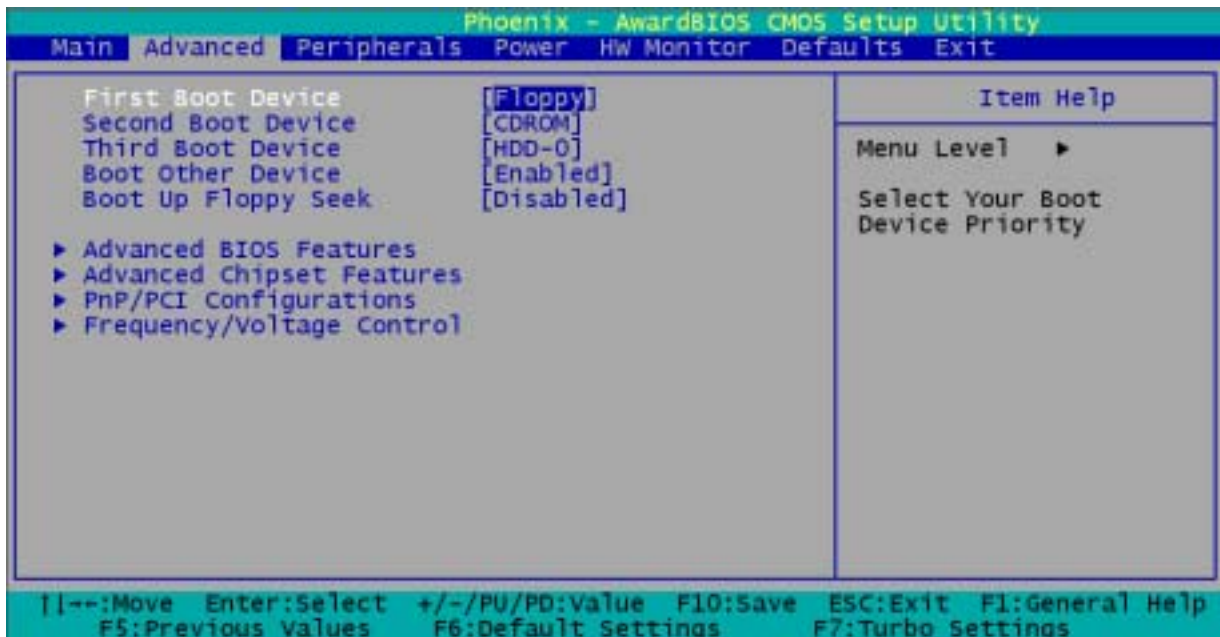 Phoenix - AwardBIOS CMOS Setup Utility
Main Advanced Peripherals Power HW Monitor Defaults Exit
First Boot Device [Floppy]
Second Boot Device [CDROM]
Third Boot Device [HDD-0]
Boot Other Device [Enabled]
Boot Up Floppy Seek [Disabled]
▶ Advanced BIOS Features
▶ Advanced Chipset Features
▶ PnP/PCI Configurations
▶ Frequency/Voltage Control
Item Help
Menu Level ▶
Select Your Boot
Device Priority
↑↓→←:Move Enter:Select +/-/PU/PD:Value F10:Save ESC:Exit F1:General Help
F5:Previous Values F6:Default Settings F7:Turbo Settings